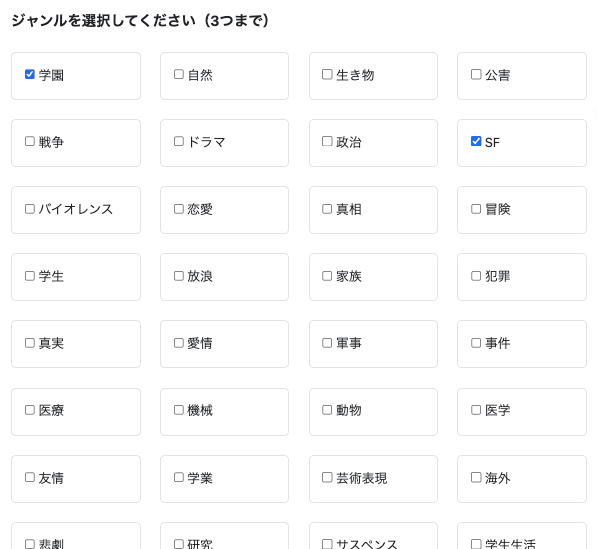 ジャンルを選択してください（3つまで）
学園 自然 生き物 公害
戦争 ドラマ 政治 SF
バイオレンス 恋愛 真相 冒険
学生 放浪 家族 犯罪
真実 愛情 軍事 事件
医療 機械 動物 医学
友情 学業 芸術表現 海外
悲劇 研究 サスペンス 学生生活